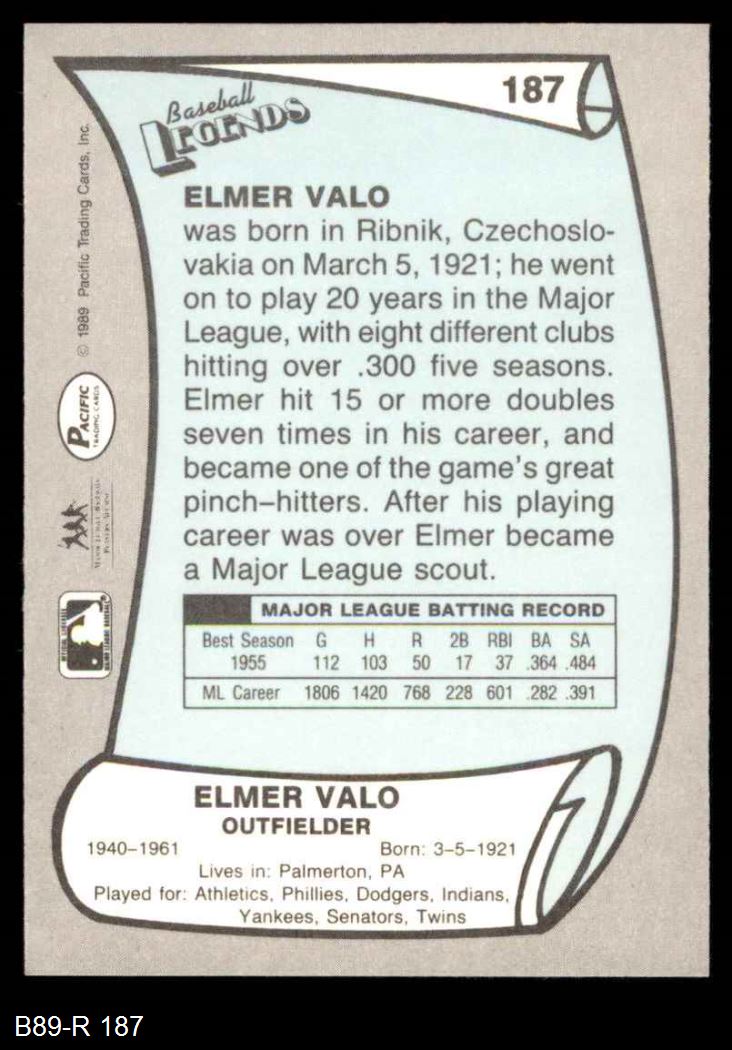 187
Baseball
LEGENDS
ELMER VALO
was born in Ribnik, Czechoslo-
vakia on March 5, 1921; he went
on to play 20 years in the Major
League, with eight different clubs
hitting over .300 five seasons.
Elmer hit 15 or more doubles
seven times in his career, and
became one of the game's great
pinch-hitters. After his playing
career was over Elmer became
a Major League scout.
MAJOR LEAGUE BATTING RECORD
Best Season G H R 2B RBI BA SA
1955 112 103 50 17 37 .364 .484
ML Career 1806 1420 768 228 601 .282 .391
ELMER VALO
OUTFIELDER
1940-1961 Born: 3-5-1921
Lives in: Palmerton, PA
Played for: Athletics, Phillies, Dodgers, Indians,
Yankees, Senators, Twins
© 1989 Pacific Trading Cards, Inc.
PACIFIC
TRADING CARDS
B89-R 187